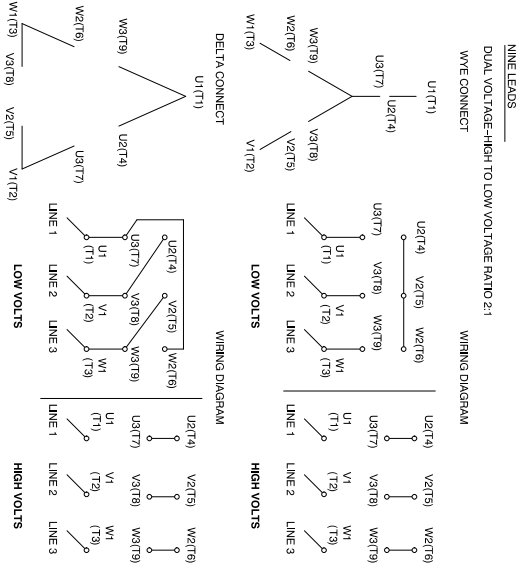 NINE LEADS
DUAL VOLTAGE–HIGH TO LOW VOLTAGE RATIO 2:1
WYE CONNECT
WIRING DIAGRAM
U1(T1)
U3(T7)
U2(T4)
W3(T9)
W2(T6)
W1(T3)
V3(T8)
V2(T5)
V1(T2)
U2(T4)
V2(T5)
W2(T6)
U3(T7)
V3(T8)
W3(T9)
U1
(T1)
V1
(T2)
W1
(T3)
LINE 1
LINE 2
LINE 3
LOW VOLTS
U2(T4)
V2(T5)
W2(T6)
U3(T7)
V3(T8)
W3(T9)
U1
(T1)
V1
(T2)
W1
(T3)
LINE 1
LINE 2
LINE 3
HIGH VOLTS
DELTA CONNECT
WIRING DIAGRAM
U1(T1)
W3(T9)
U2(T4)
W2(T6)
U3(T7)
W1(T3)
V3(T8)
V2(T5)
V1(T2)
U2(T4)
V2(T5)
W2(T6)
U3(T7)
V3(T8)
W3(T9)
U1
(T1)
V1
(T2)
W1
(T3)
LINE 1
LINE 2
LINE 3
LOW VOLTS
U2(T4)
V2(T5)
W2(T6)
U3(T7)
V3(T8)
W3(T9)
U1
(T1)
V1
(T2)
W1
(T3)
LINE 1
LINE 2
LINE 3
HIGH VOLTS